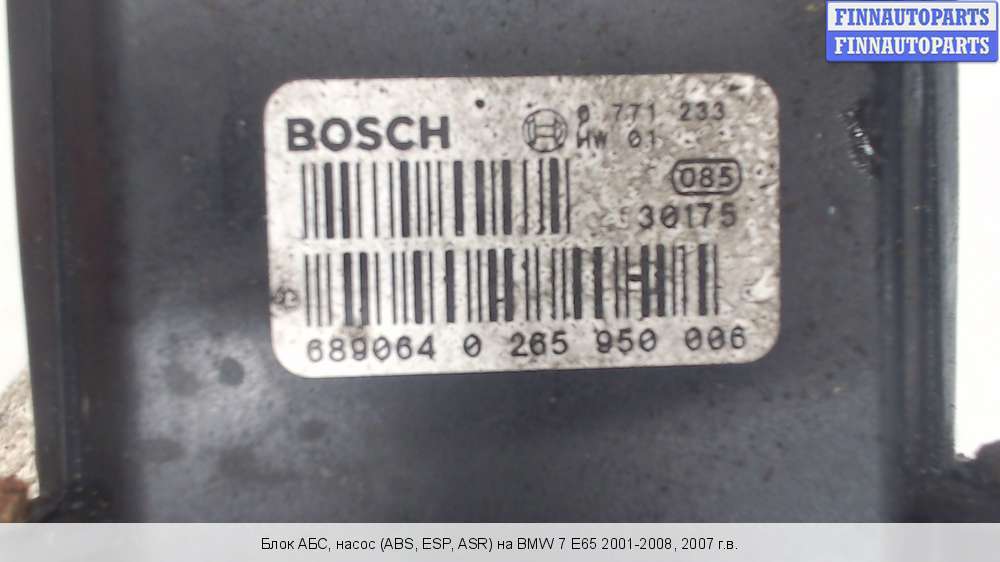 FINNAUTOPARTS
FINNAUTOPARTS
BOSCH
6 771 233
HW 01
085
30175
689064 0 265 950 006
Блок АБС, насос (ABS, ESP, ASR) на BMW 7 E65 2001-2008, 2007 г.в.